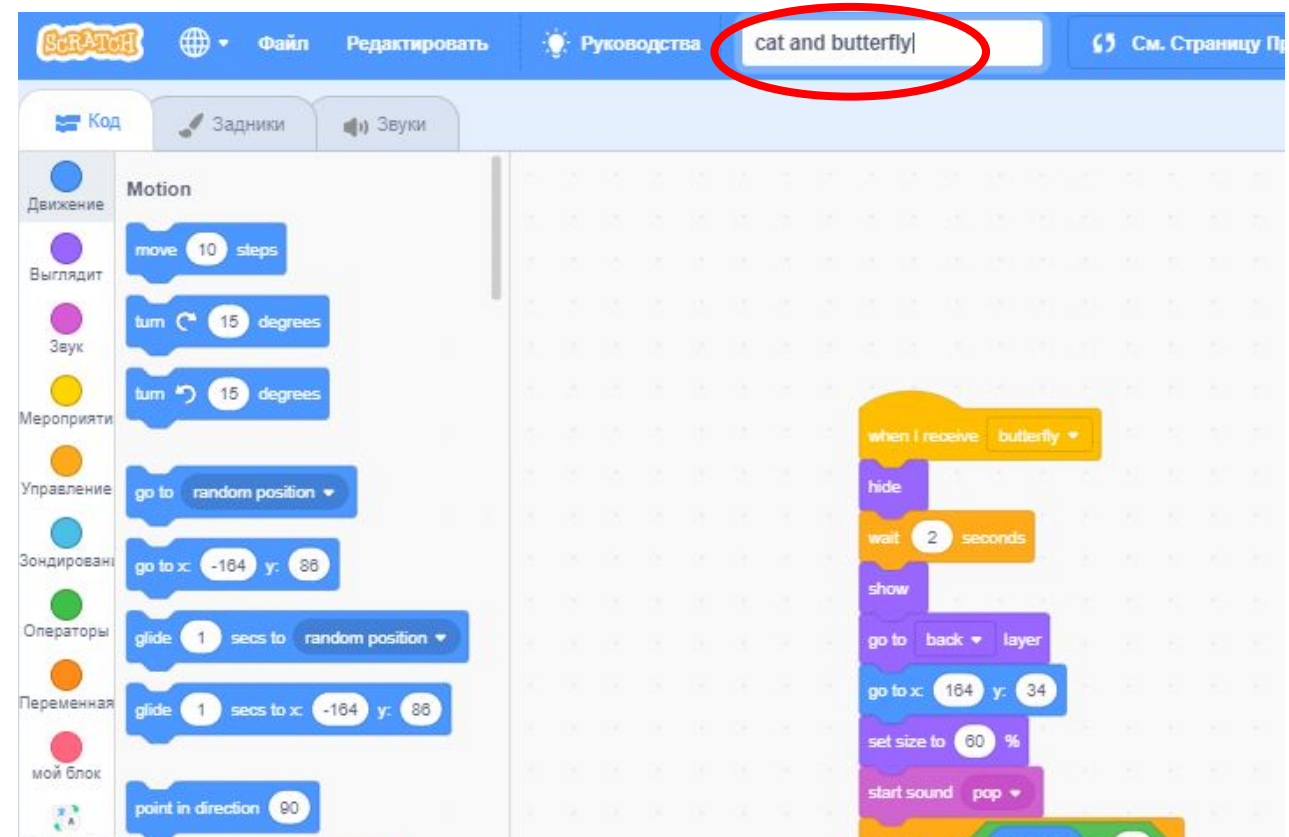 SCRATCH Файл Редактировать Руководства cat and butterfly См. Страницу Пр
Код Задники Звуки
Движение
Выглядит
Звук
Мероприяти
Управление
Зондировани
Операторы
Переменная
мой блок
Motion
move 10 steps
turn 15 degrees
turn 15 degrees
go to random position
go to x: -164 y: 86
glide 1 secs to random position
glide 1 secs to x: -164 y: 86
point in direction 90
when I receive butterfly
hide
wait 2 seconds
show
go to back layer
go to x: 164 y: 34
set size to 60 %
start sound pop